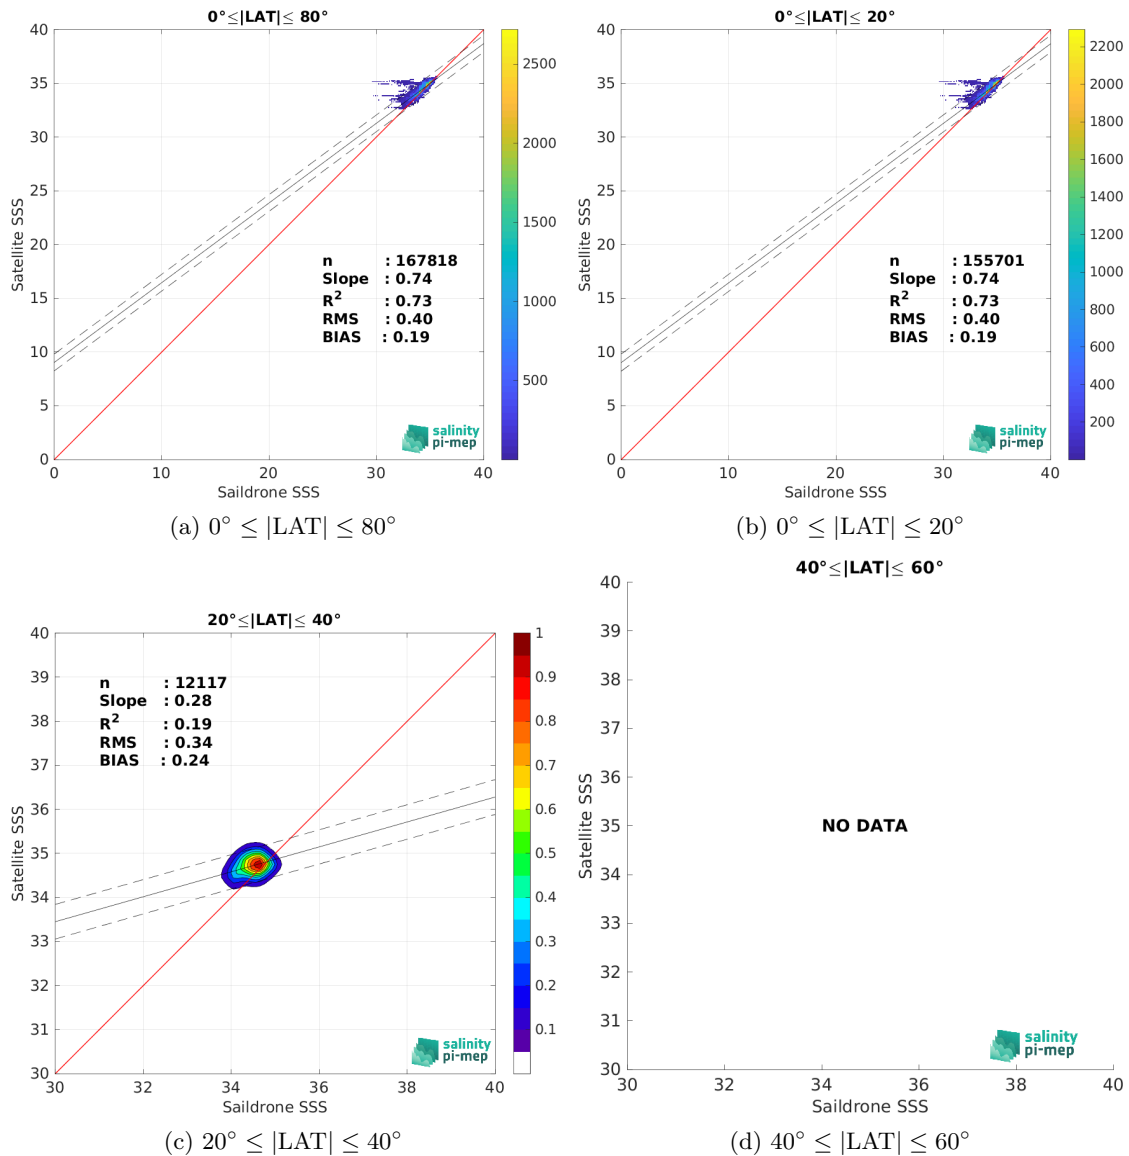 0°≤|LAT|≤ 80°
40
35
30
25
20
15
10
5
0
Satellite SSS
n : 167818
Slope : 0.74
R² : 0.73
RMS : 0.40
BIAS : 0.19
salinity
pi-mep
0 10 20 30 40
Saildrone SSS
2500
2000
1500
1000
500
(a) 0° ≤ |LAT| ≤ 80°
0°≤|LAT|≤ 20°
40
35
30
25
20
15
10
5
0
Satellite SSS
n : 155701
Slope : 0.74
R² : 0.73
RMS : 0.40
BIAS : 0.19
salinity
pi-mep
0 10 20 30 40
Saildrone SSS
2200
2000
1800
1600
1400
1200
1000
800
600
400
200
(b) 0° ≤ |LAT| ≤ 20°
20°≤|LAT|≤ 40°
40
39
38
37
36
35
34
33
32
31
30
Satellite SSS
n : 12117
Slope : 0.28
R² : 0.19
RMS : 0.34
BIAS : 0.24
salinity
pi-mep
30 32 34 36 38 40
Saildrone SSS
1
0.9
0.8
0.7
0.6
0.5
0.4
0.3
0.2
0.1
(c) 20° ≤ |LAT| ≤ 40°
40°≤|LAT|≤ 60°
40
39
38
37
36
35
34
33
32
31
30
Satellite SSS
NO DATA
salinity
pi-mep
30 32 34 36 38 40
Saildrone SSS
(d) 40° ≤ |LAT| ≤ 60°